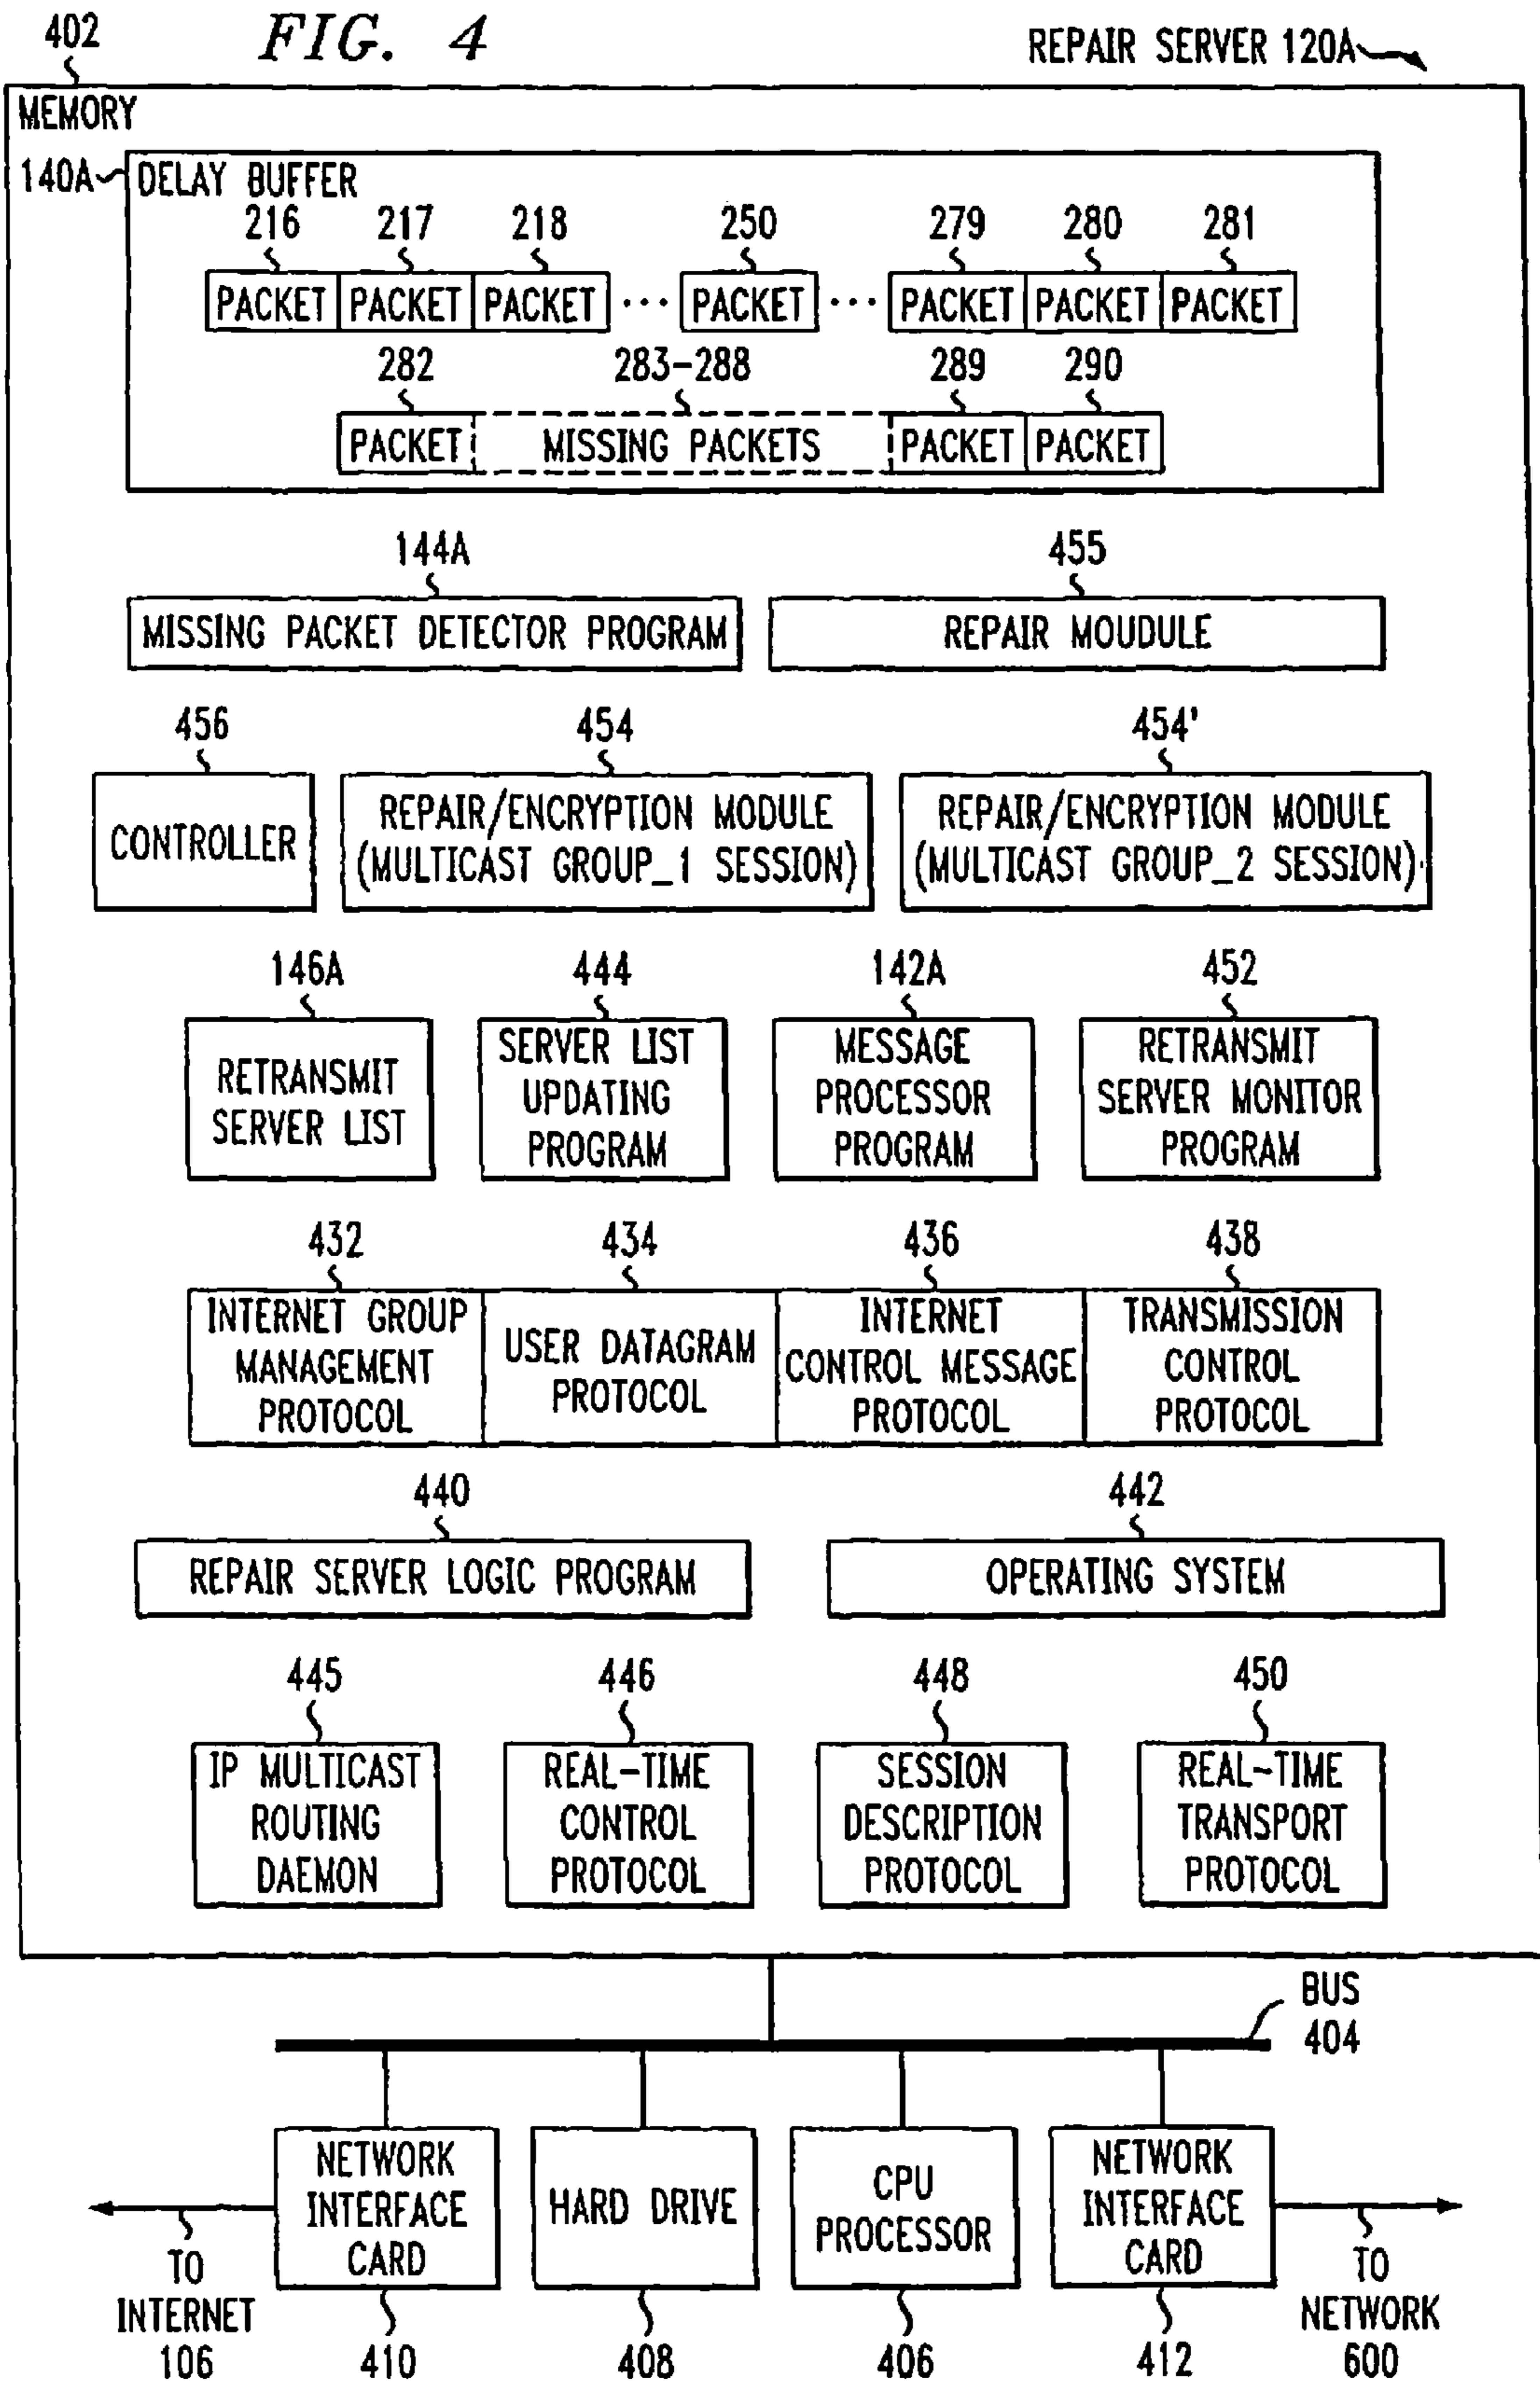 402
FIG. 4
REPAIR SERVER 120A
MEMORY
140A
DELAY BUFFER
216 217 218 250 279 280 281
PACKET PACKET PACKET ... PACKET ... PACKET PACKET PACKET
282 283-288 289 290
PACKET MISSING PACKETS PACKET PACKET
144A 455
MISSING PACKET DETECTOR PROGRAM
REPAIR MOUDULE
456 454 454'
CONTROLLER
REPAIR/ENCRYPTION MODULE
(MULTICAST GROUP_1 SESSION)
REPAIR/ENCRYPTION MODULE
(MULTICAST GROUP_2 SESSION)
146A 444 142A 452
RETRANSMIT
SERVER LIST
SERVER LIST
UPDATING
PROGRAM
MESSAGE
PROCESSOR
PROGRAM
RETRANSMIT
SERVER MONITOR
PROGRAM
432 434 436 438
INTERNET GROUP
MANAGEMENT
PROTOCOL
USER DATAGRAM
PROTOCOL
INTERNET
CONTROL MESSAGE
PROTOCOL
TRANSMISSION
CONTROL
PROTOCOL
440 442
REPAIR SERVER LOGIC PROGRAM
OPERATING SYSTEM
445 446 448 450
IP MULTICAST
ROUTING
DAEMON
REAL-TIME
CONTROL
PROTOCOL
SESSION
DESCRIPTION
PROTOCOL
REAL-TIME
TRANSPORT
PROTOCOL
BUS
404
NETWORK
INTERFACE
CARD
HARD DRIVE
CPU
PROCESSOR
NETWORK
INTERFACE
CARD
TO
INTERNET
106
410
408
406
412
TO
NETWORK
600